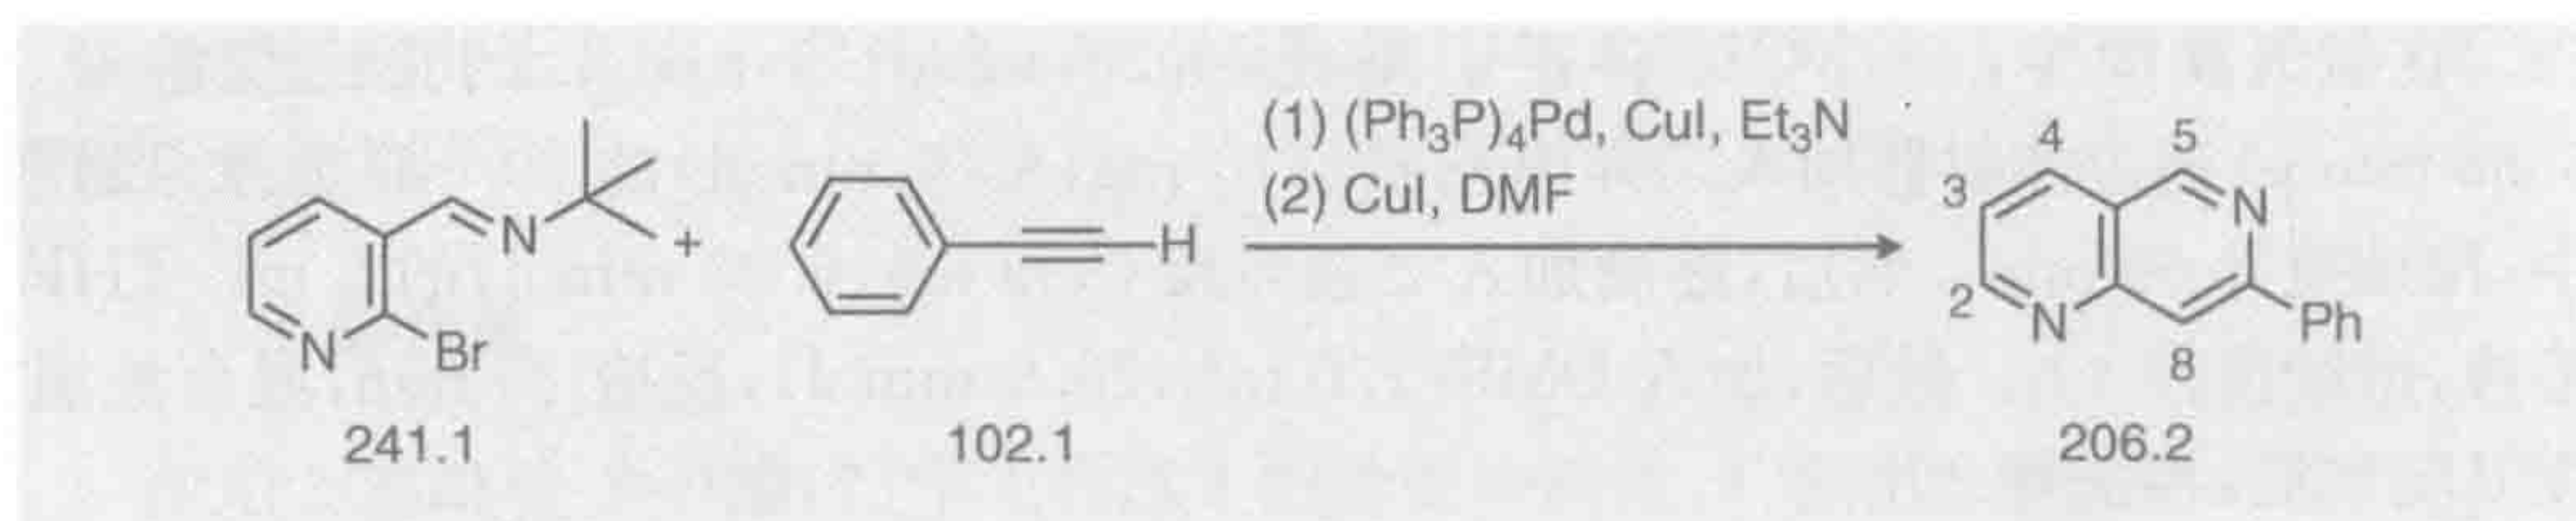 (1) (Ph₃P)₄Pd, CuI, Et₃N
(2) CuI, DMF
N
N
Br
+
H
4
5
3
N
2
N
Ph
8
241.1
102.1
206.2